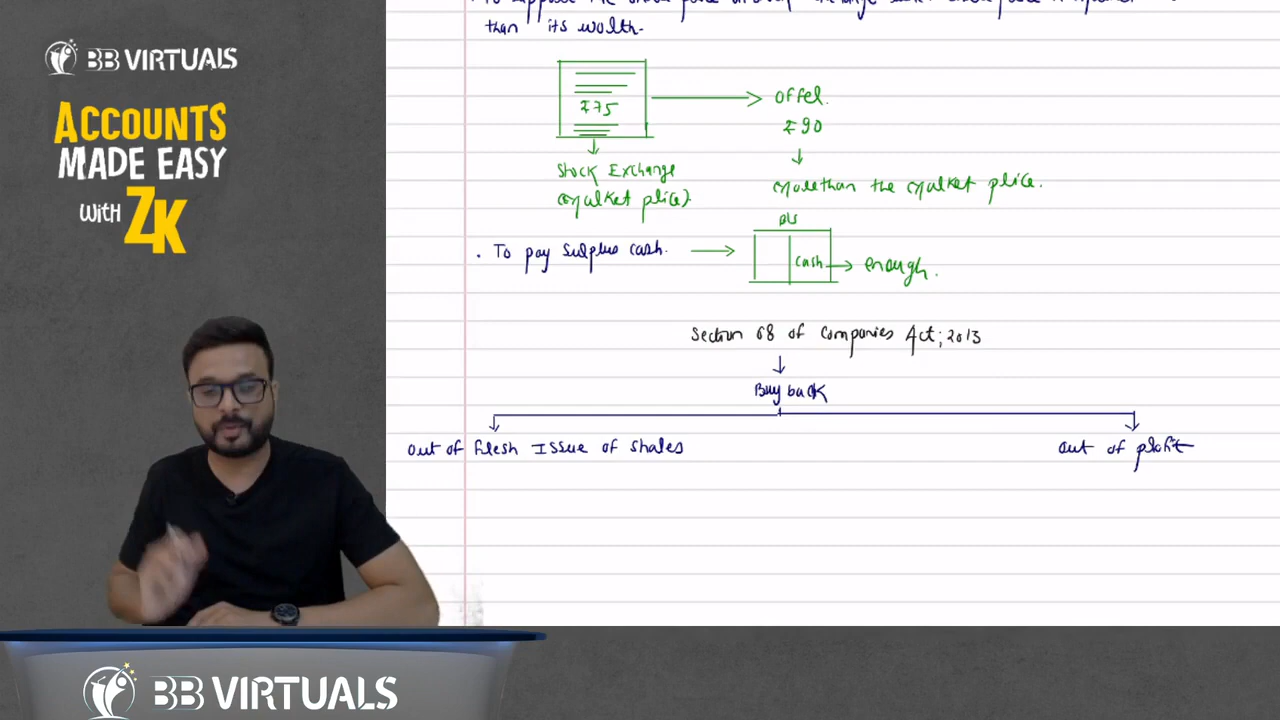 BB VIRTUALS
ACCOUNTS
MADE EASY
with ZK
than its worth.
₹75
offer.
₹90
Stock Exchange
(Market price)
More than the Market price.
B/s
. To pay surplus cash.
cash
enough.
Section 68 of Companies Act, 2013
Buy back
out of fresh Issue of shares
out of profit
BB VIRTUALS